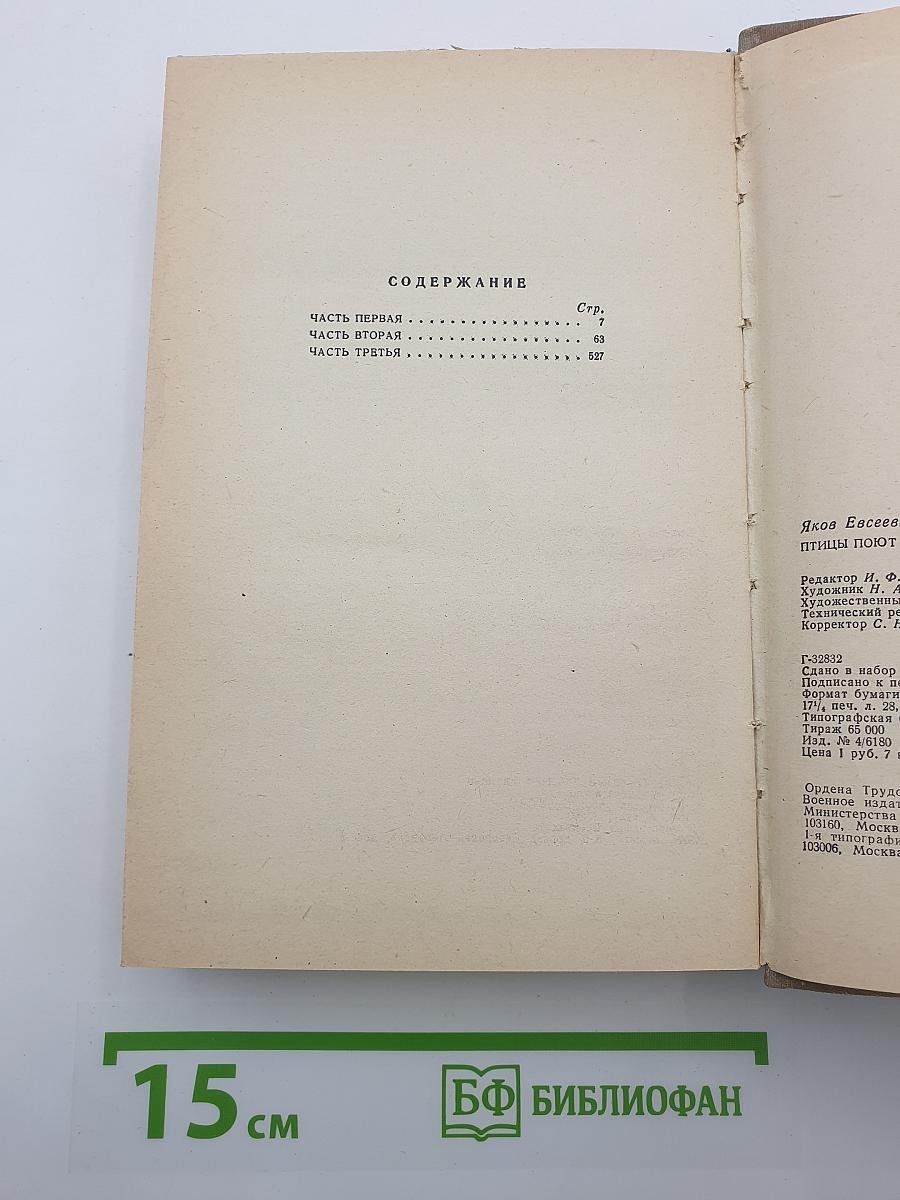 СОДЕРЖАНИЕ
Стр.
ЧАСТЬ ПЕРВАЯ . . . . . . . . . . . . . . . . . 7
ЧАСТЬ ВТОРАЯ . . . . . . . . . . . . . . . . . 63
ЧАСТЬ ТРЕТЬЯ . . . . . . . . . . . . . . . . . 527
Яков Евсееви
ПТИЦЫ ПОЮТ
Редактор И. Ф.
Художник Н. А
Художественны
Технический ре
Корректор С. Н
Г-32832
Сдано в набор
Подписано к пе
Формат бумаги
17¹/₄ печ. л. 28,
Типографская
Тираж 65 000
Изд. № 4/6180
Цена 1 руб. 7
Ордена Трудо
Военное издат
Министерства
103160, Москв
1-я типографи
103006, Москва
15 см
БФ БИБЛИОФАН